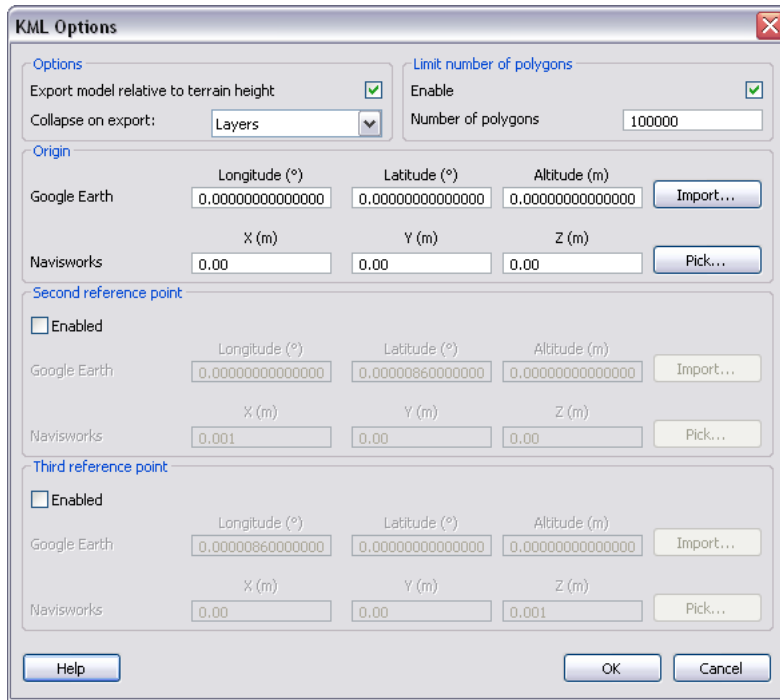 KML Options
Options
Export model relative to terrain height
Collapse on export: Layers
Limit number of polygons
Enable
Number of polygons 100000
Origin
Longitude (°) Latitude (°) Altitude (m)
Google Earth 0.00000000000000 0.00000000000000 0.00000000000000 Import...
X (m) Y (m) Z (m)
Navisworks 0.00 0.00 0.00 Pick...
Second reference point
Enabled
Longitude (°) Latitude (°) Altitude (m)
Google Earth 0.00000000000000 0.00000860000000 0.00000000000000 Import...
X (m) Y (m) Z (m)
Navisworks 0.001 0.00 0.00 Pick...
Third reference point
Enabled
Longitude (°) Latitude (°) Altitude (m)
Google Earth 0.00000860000000 0.00000000000000 0.00000000000000 Import...
X (m) Y (m) Z (m)
Navisworks 0.00 0.00 0.001 Pick...
Help OK Cancel